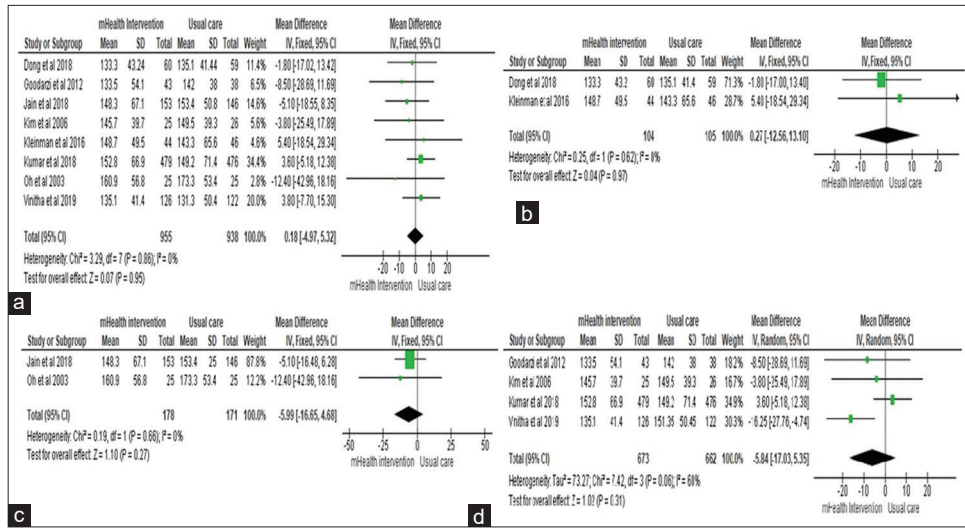 mHealth Intervention Usual care Mean Difference Mean Difference
Study or Subgroup Mean SD Total Mean SD Total Weight IV, Fixed, 95% CI IV, Fixed, 95% CI
Dong et al 2018 133.3 43.24 60 135.1 41.44 59 11.4% -1.80 [-17.02, 13.42]
Goodarzi et al 2012 133.5 54.1 43 142 38 38 6.5% -8.50 [-28.69, 11.69]
Jain et al 2018 148.3 67.1 153 153.4 50.8 146 14.6% -5.10 [-18.55, 8.35]
Kim et al 2006 145.7 39.7 25 149.5 39.3 26 5.6% -3.80 [-25.49, 17.89]
Kleinman et al 2016 148.7 49.5 44 143.3 65.6 46 4.6% 5.40 [-18.54, 29.34]
Kumar et al 2018 152.8 66.9 479 149.2 71.4 476 34.3% 3.60 [-5.18, 12.38]
Oh et al 2003 160.9 56.8 25 173.3 53.4 25 2.8% -12.40 [-42.96, 18.16]
Vinitha et al 2019 135.1 41.4 126 131.3 50.4 122 20.0% 3.80 [-7.70, 15.30]
Total (95% CI) 955 938 100.0% 0.18 [-4.97, 5.32]
Heterogeneity: Chi² = 3.29, df = 7 (P = 0.86); I² = 0%
Test for overall effect: Z = 0.07 (P = 0.95)
-20 -10 0 10 20
mHealth Intervention Usual care
a
mHealth Intervention Usual care Mean Difference Mean Difference
Study or Subgroup Mean SD Total Mean SD Total Weight IV, Fixed, 95% CI IV, Fixed, 95% CI
Dong et al 2018 133.3 43.2 60 135.1 41.4 59 71.3% -1.80 [-17.00, 13.40]
Kleinman et al 2016 148.7 49.5 44 143.3 65.6 46 28.7% 5.40 [-18.54, 29.34]
Total (95% CI) 104 105 100.0% 0.27 [-12.56, 13.10]
Heterogeneity: Chi² = 0.25, df = 1 (P = 0.62); I² = 0%
Test for overall effect: Z = 0.04 (P = 0.97)
-20 -10 0 10 20
mHealth Intervention Usual care
b
mHealth intervention Usual care Mean Difference Mean Difference
Study or Subgroup Mean SD Total Mean SD Total Weight IV, Fixed, 95% CI IV, Fixed, 95% CI
Jain et al 2018 148.3 67.1 153 153.4 25 146 87.8% -5.10 [-16.48, 6.28]
Oh et al 2003 160.9 56.8 25 173.3 53.4 25 12.2% -12.40 [-42.96, 18.16]
Total (95% CI) 178 171 100.0% -5.99 [-16.65, 4.68]
Heterogeneity: Chi² = 0.19, df = 1 (P = 0.66); I² = 0%
Test for overall effect: Z = 1.10 (P = 0.27)
-50 -25 0 25 50
mHealth intervention Usual care
c
mHealth intervention Usual care Mean Difference Mean Difference
Study or Subgroup Mean SD Total Mean SD Total Weight IV, Random, 95% CI IV, Random, 95% CI
Goodarzi et al 2012 133.5 54.1 43 142 38 38 18.2% -8.50 [-28.69, 11.69]
Kim et al 2006 145.7 39.7 25 149.5 39.3 26 -3.80 [-25.49, 17.89]
Kumar et al 2018 152.8 66.9 479 149.2 71.4 476 34.9% 3.60 [-5.18, 12.38]
Vinitha et al 2019 135.1 41.4 126 151.35 50.45 122 30.3% -16.25 [-27.76, -4.74]
Total (95% CI) 673 662 100.0% -5.84 [-17.03, 5.35]
Heterogeneity: Tau² = 73.27; Chi² = 7.42, df = 3 (P = 0.06); I² = 60%
Test for overall effect: Z = 1.02 (P = 0.31)
-20 -10 0 10 20
mHealth intervention Usual care
d